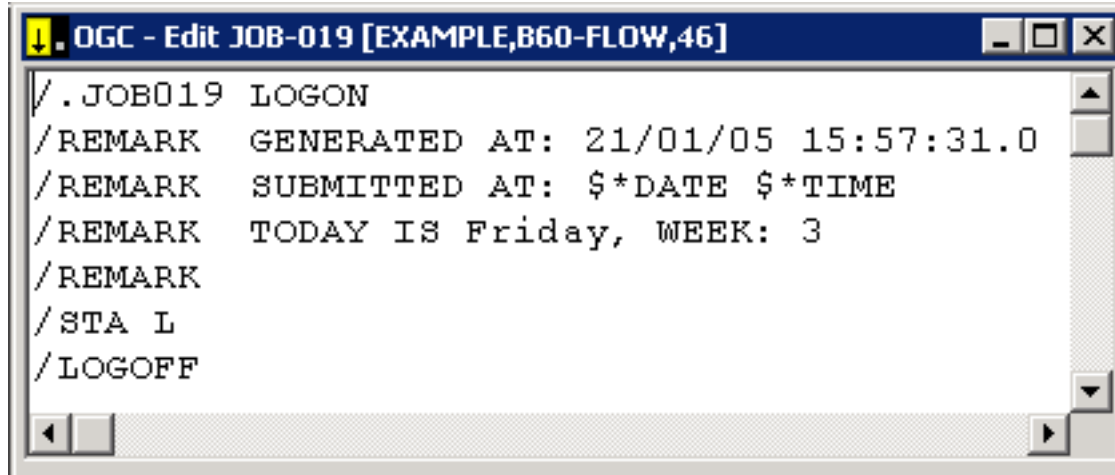 OGC - Edit JOB-019 [EXAMPLE,B60-FLOW,46]
/.JOB019 LOGON
/REMARK  GENERATED AT: 21/01/05 15:57:31.0
/REMARK  SUBMITTED AT: $*DATE $*TIME
/REMARK  TODAY IS Friday, WEEK: 3
/REMARK
/STA L
/LOGOFF